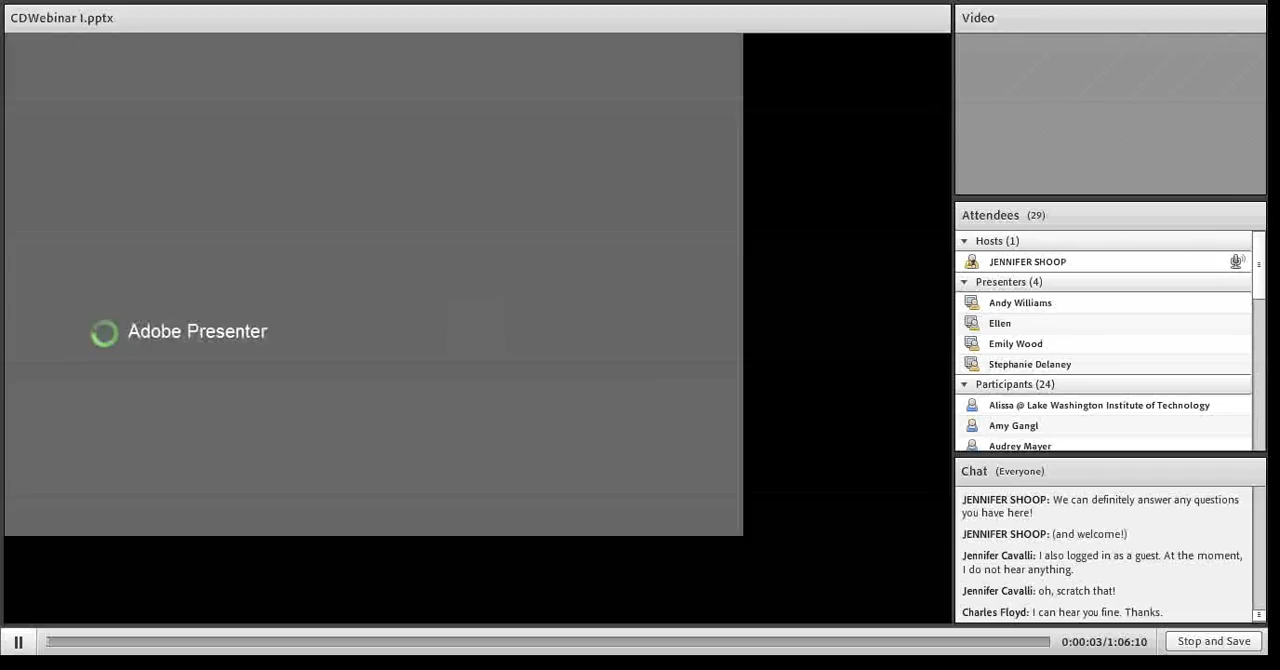 CDWebinar I.pptx
Adobe Presenter
Video
Attendees (29)
Hosts (1)
JENNIFER SHOOP
Presenters (4)
Andy Williams
Ellen
Emily Wood
Stephanie Delaney
Participants (24)
Alissa @ Lake Washington Institute of Technology
Amy Gangl
Audrey Mayer
Chat (Everyone)
JENNIFER SHOOP: We can definitely answer any questions
you have here!
JENNIFER SHOOP: (and welcome!)
Jennifer Cavalli: I also logged in as a guest. At the moment,
I do not hear anything.
Jennifer Cavalli: oh, scratch that!
Charles Floyd: I can hear you fine. Thanks.
0:00:03/1:06:10
Stop and Save